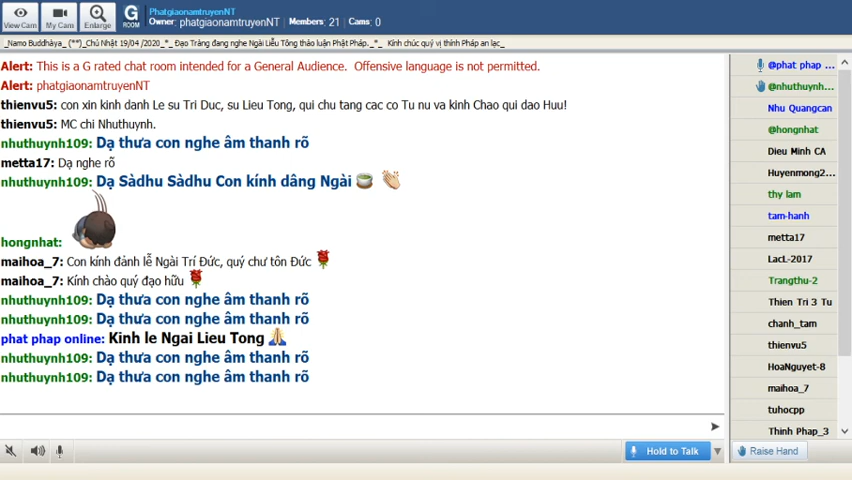 View Cam
My Cam
Enlarge
G
ROOM
PhatgiaonamtruyenNT
Owner: phatgiaonamtruyenNT Members: 21 Cams: 0
_Namo Buddhàya_ (**)_Chủ Nhật 19/04 /2020_*_ Đạo Tràng đang nghe Ngài Liễu Tông thảo luận Phật Pháp._*_ Kính chúc quý vị thính Pháp an lạc_
Alert: This is a G rated chat room intended for a General Audience. Offensive language is not permitted.
Alert: phatgiaonamtruyenNT
thienvu5: con xin kinh danh Le su Tri Duc, su Lieu Tong, qui chu tang cac co Tu nu va kinh Chao qui dao Huu!
thienvu5: MC chi Nhuthuynh.
nhuthuynh109: Dạ thưa con nghe âm thanh rõ
metta17: Dạ nghe rõ
nhuthuynh109: Dạ Sàdhu Sàdhu Con kính dâng Ngài
hongnhat:
maihoa_7: Con kính đảnh lễ Ngài Trí Đức, quý chư tôn Đức
maihoa_7: Kính chào quý đạo hữu
nhuthuynh109: Dạ thưa con nghe âm thanh rõ
nhuthuynh109: Dạ thưa con nghe âm thanh rõ
phat phap online: Kinh le Ngai Lieu Tong
nhuthuynh109: Dạ thưa con nghe âm thanh rõ
nhuthuynh109: Dạ thưa con nghe âm thanh rõ
@phat phap ...
@nhuthuynh...
Nhu Quangcan
@hongnhat
Dieu Minh CA
Huyenmong2...
thy lam
tam-hanh
metta17
LacL-2017
Trangthu-2
Thien Tri 3 Tu
chanh_tam
thienvu5
HoaNguyet-8
maihoa_7
tuhocpp
Thinh Phap_3
Hold to Talk
Raise Hand